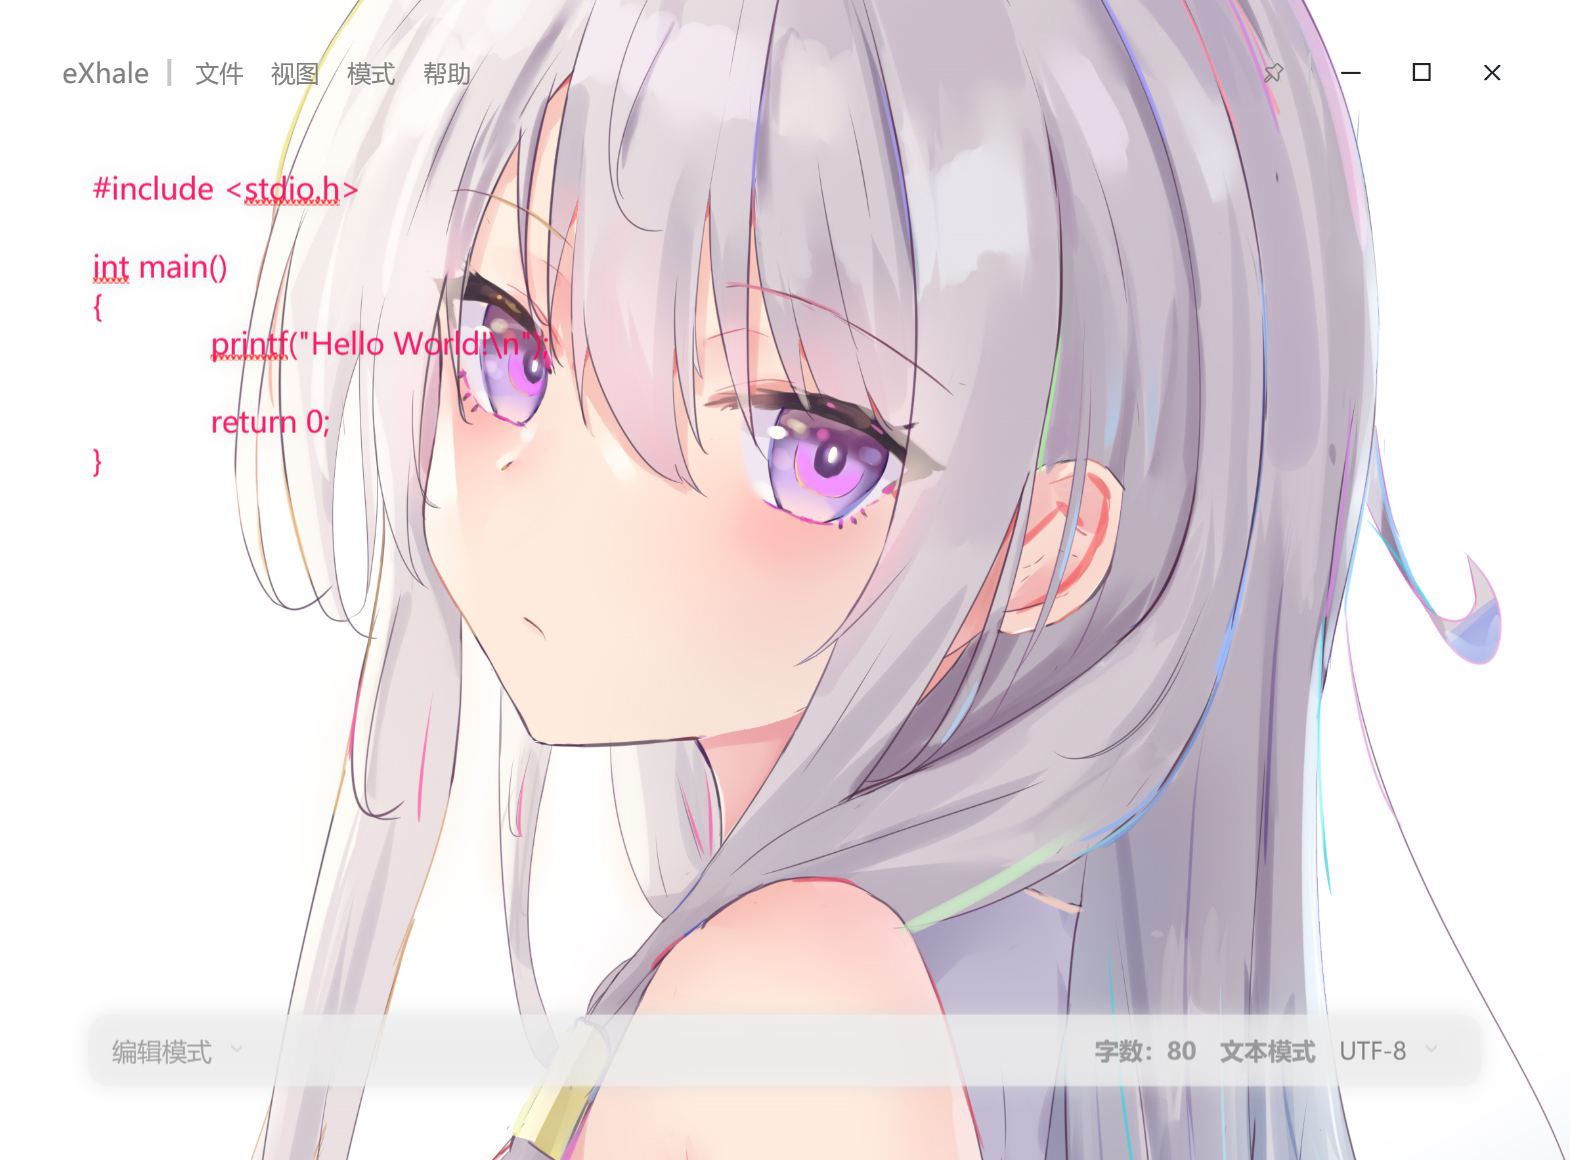 eXhale | 文件 视图 模式 帮助
#include <stdio.h>
int main()
{
printf("Hello World!\n");
return 0;
}
编辑模式 字数：80 文本模式 UTF-8